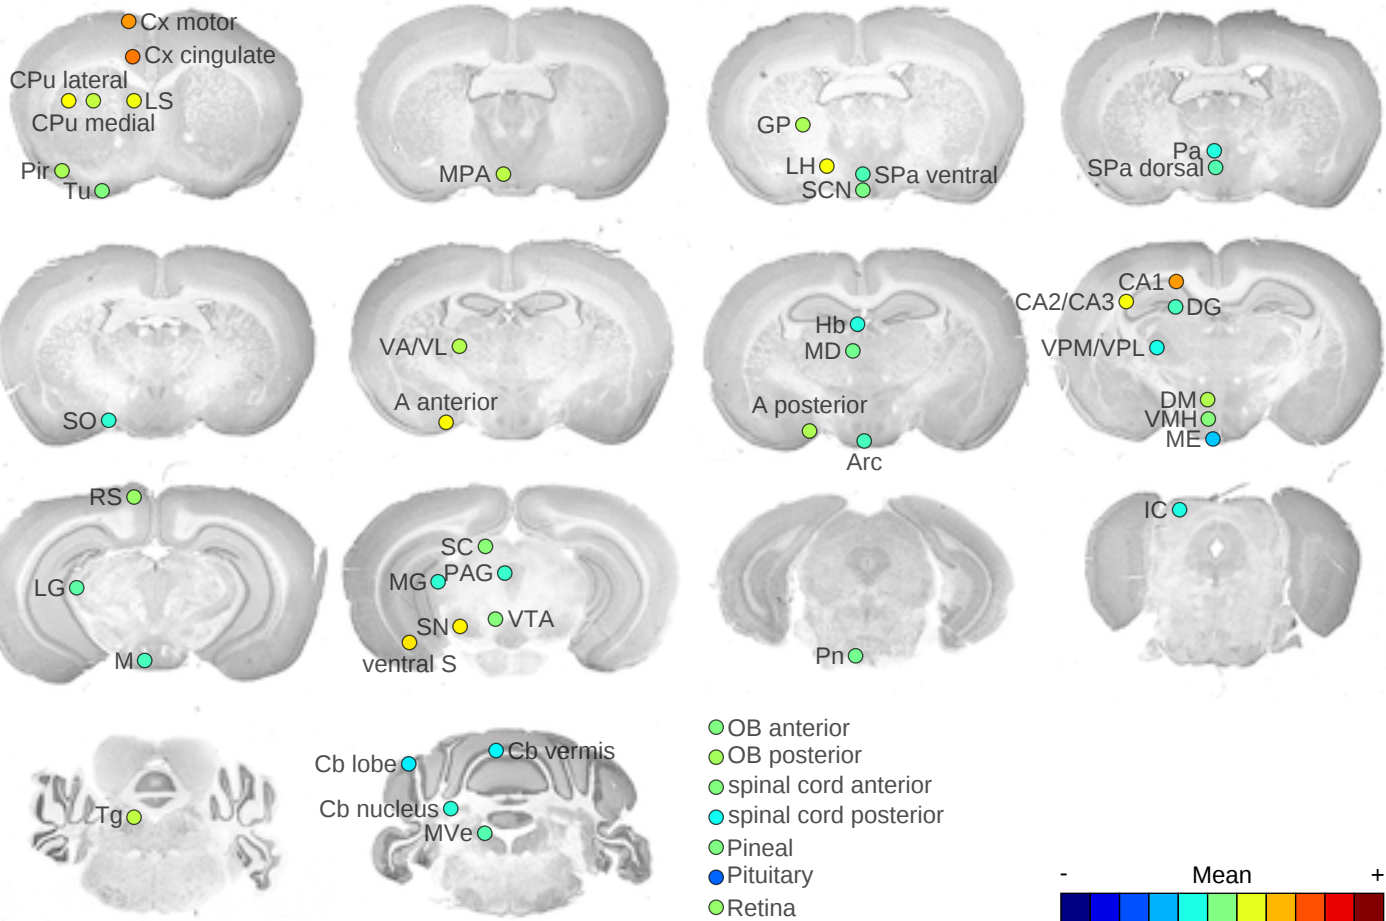 Cx motor
Cx cingulate
CPu lateral
LS
CPu medial
Pir
Tu
MPA
GP
LH
SPa ventral
SCN
Pa
SPa dorsal
SO
VA/VL
A anterior
Hb
MD
A posterior
Arc
CA1
CA2/CA3
DG
VPM/VPL
DM
VMH
ME
RS
LG
M
SC
MG
PAG
SN
VTA
ventral S
Pn
IC
Tg
Cb lobe
Cb vermis
Cb nucleus
MVe
OB anterior
OB posterior
spinal cord anterior
spinal cord posterior
Pineal
Pituitary
Retina
- Mean +